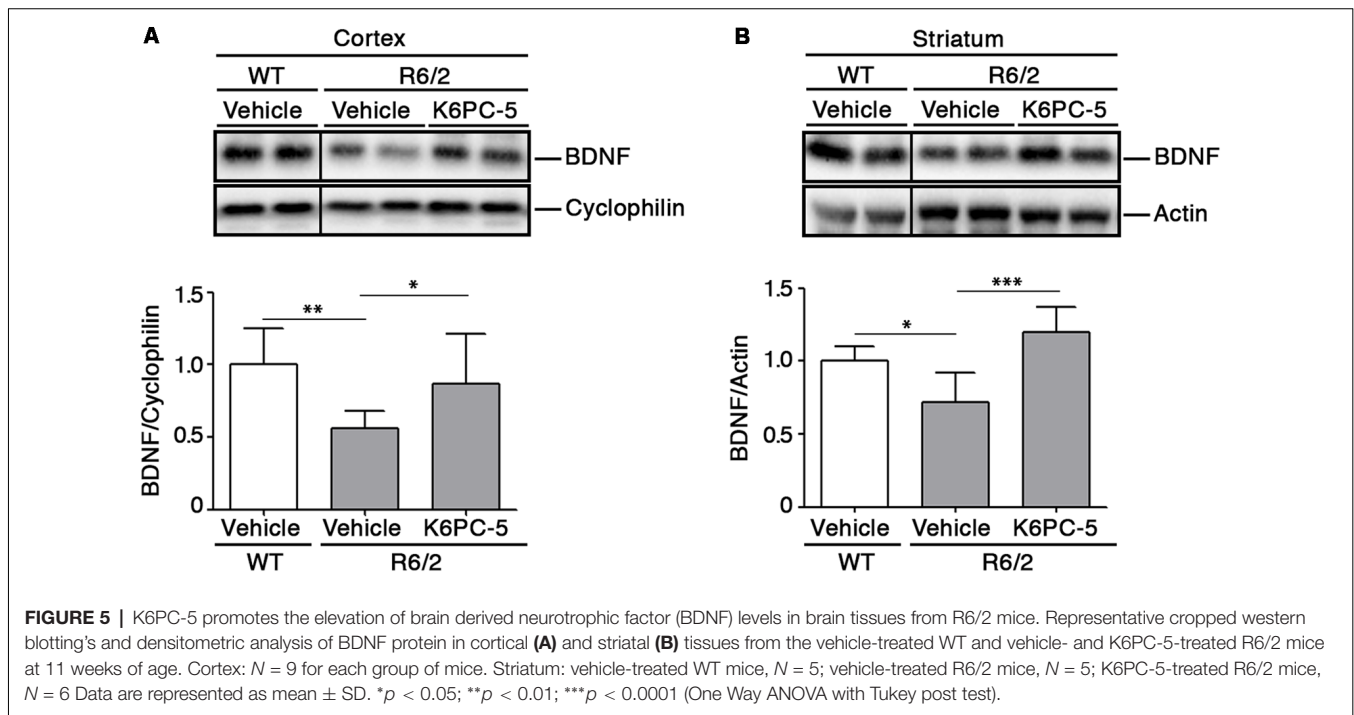 A
Cortex
WT R6/2
Vehicle Vehicle K6PC-5
BDNF
Cyclophilin
BDNF/Cyclophilin
1.5
1.0
0.5
0
**
*
Vehicle Vehicle K6PC-5
WT R6/2
B
Striatum
WT R6/2
Vehicle Vehicle K6PC-5
BDNF
Actin
BDNF/Actin
1.5
1.0
0.5
0
*
***
Vehicle Vehicle K6PC-5
WT R6/2
FIGURE 5 | K6PC-5 promotes the elevation of brain derived neurotrophic factor (BDNF) levels in brain tissues from R6/2 mice. Representative cropped western
blotting's and densitometric analysis of BDNF protein in cortical (A) and striatal (B) tissues from the vehicle-treated WT and vehicle- and K6PC-5-treated R6/2 mice
at 11 weeks of age. Cortex: N = 9 for each group of mice. Striatum: vehicle-treated WT mice, N = 5; vehicle-treated R6/2 mice, N = 5; K6PC-5-treated R6/2 mice,
N = 6 Data are represented as mean ± SD. *p < 0.05; **p < 0.01; ***p < 0.0001 (One Way ANOVA with Tukey post test).